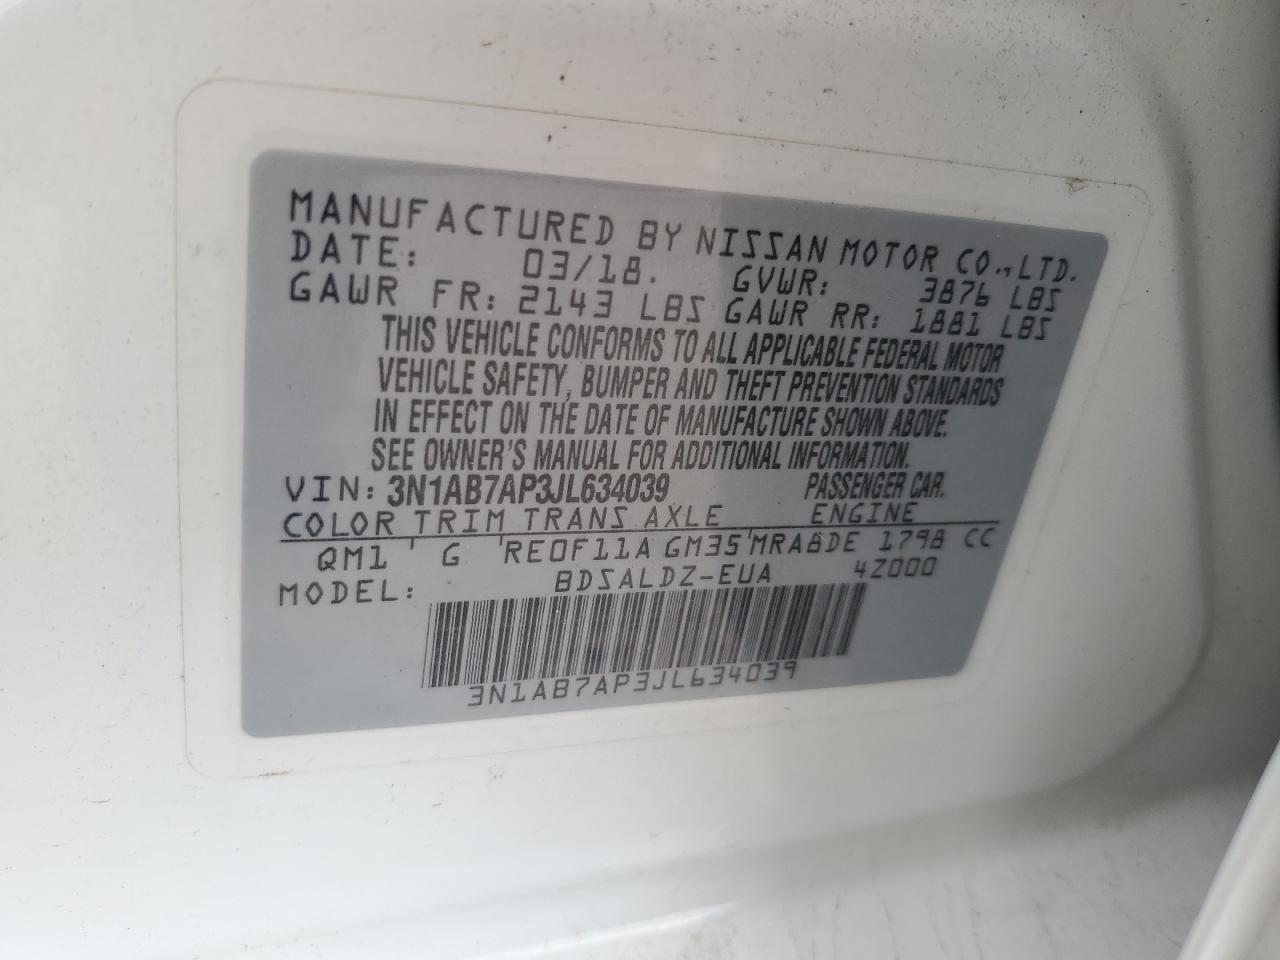 MANUFACTURED BY NISSAN MOTOR CO., LTD.
DATE: 03/18. GVWR: 3876 LBS
GAWR FR: 2143 LBS GAWR RR: 1881 LBS
THIS VEHICLE CONFORMS TO ALL APPLICABLE FEDERAL MOTOR
VEHICLE SAFETY, BUMPER AND THEFT PREVENTION STANDARDS
IN EFFECT ON THE DATE OF MANUFACTURE SHOWN ABOVE.
SEE OWNER'S MANUAL FOR ADDITIONAL INFORMATION.
VIN: 3N1AB7AP3JL634039 PASSENGER CAR.
COLOR TRIM TRANS AXLE ENGINE
QM1 ' G ' RE0F11A GM35 ' MRA8DE 1798 CC
MODEL: BDSALDZ-EUA 4Z000
3N1AB7AP3JL634039